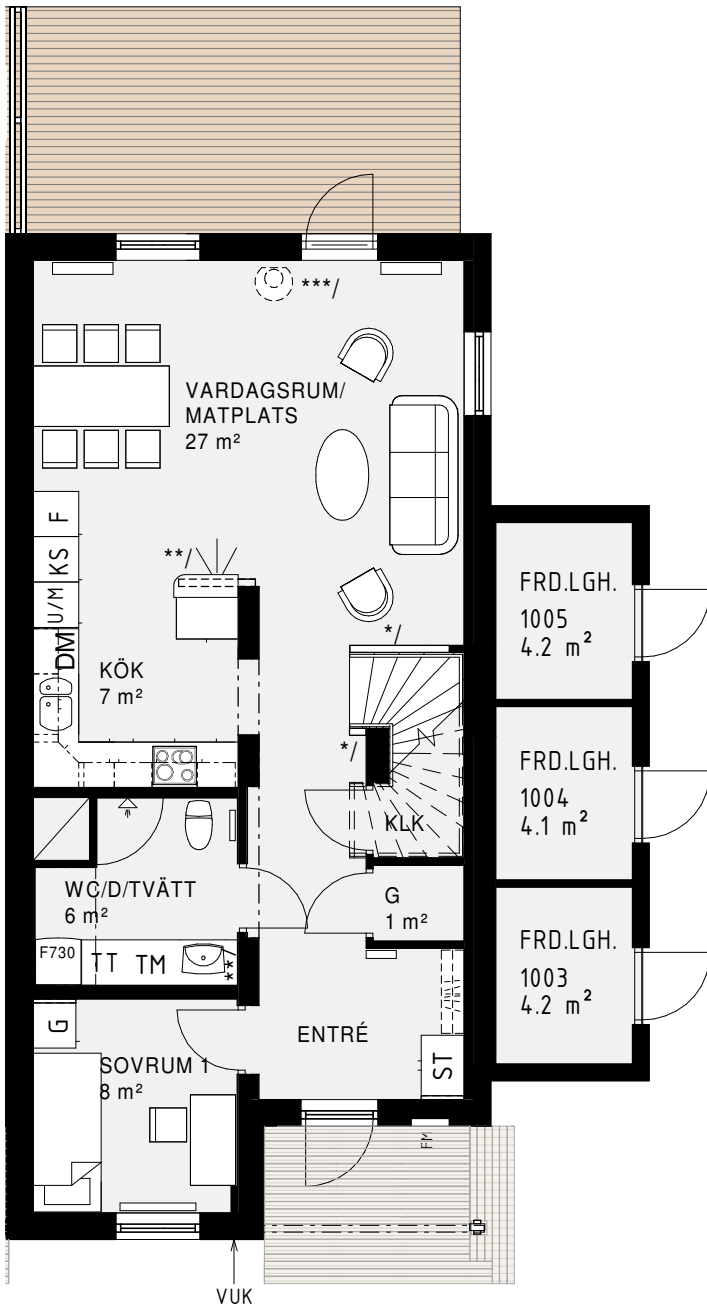 ***/
VARDAGSRUM/
MATPLATS
27 m²
F
KS
U/M
DM
**/
KÖK
7 m²
*/
*/
KLK
FRD.LGH.
1005
4.2 m²
FRD.LGH.
1004
4.1 m²
FRD.LGH.
1003
4.2 m²
WC/D/TVÄTT
6 m²
G
1 m²
F730
TT
TM
**/
G
SOVRUM 1
8 m²
ENTRÉ
ST
FM
VUK